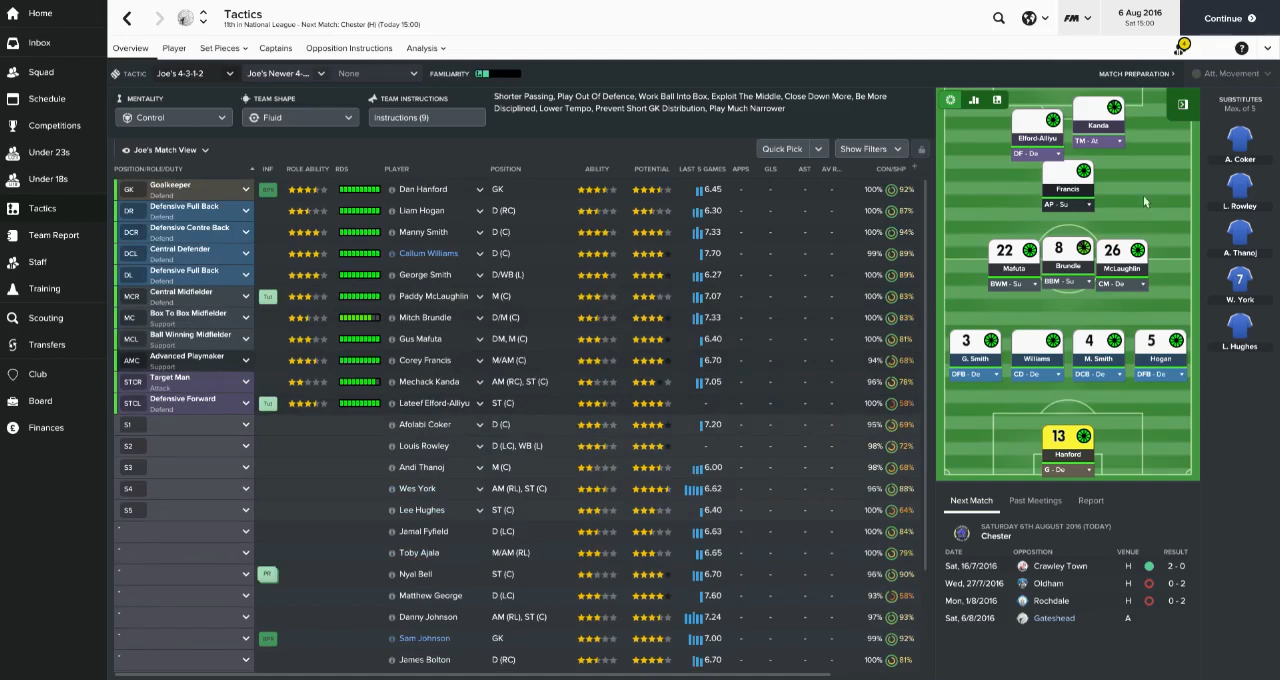 Home
Inbox
Squad
Schedule
Competitions
Under 23s
Under 18s
Tactics
Team Report
Staff
Training
Scouting
Transfers
Club
Board
Finances
Tactics
11th in National League - Next Match: Chester (H) (Today 15:00)
FM
6 Aug 2016
Sat 15:00
Continue
Overview Player Set Pieces Captains Opposition Instructions Analysis
4
?
TACTIC Joe's 4-3-1-2 Joe's Newer 4-... None FAMILIARITY
MATCH PREPARATION > Att. Movement
MENTALITY TEAM SHAPE TEAM INSTRUCTIONS
Control Fluid Instructions (9)
Shorter Passing, Play Out Of Defence, Work Ball Into Box, Exploit The Middle, Close Down More, Be More
Disciplined, Lower Tempo, Prevent Short GK Distribution, Play Much Narrower
Joe's Match View Quick Pick Show Filters
POSITION/ROLE/DUTY INF ROLE ABILITY RDS PLAYER POSITION ABILITY POTENTIAL LAST 5 GAMES APPS GLS AST AV R... CON/SHP
GK Goalkeeper Defend Dan Hanford GK 6.45 - - - - 100% 92%
DR Defensive Full Back Defend Liam Hogan D (RC) 6.30 - - - - 100% 87%
DCR Defensive Centre Back Defend Manny Smith D (C) 7.33 - - - - 100% 94%
DCL Central Defender Defend Callum Williams D (C) 7.70 - - - - 99% 89%
DL Defensive Full Back Defend George Smith D/WB (L) 6.27 - - - - 100% 89%
MCR Central Midfielder Defend Tut Paddy McLaughlin M (C) 7.07 - - - - 100% 83%
MC Box To Box Midfielder Support Mitch Brundle D/M (C) 7.33 - - - - 100% 83%
MCL Ball Winning Midfielder Support Gus Mafuta DM, M (C) 6.40 - - - - 100% 81%
AMC Advanced Playmaker Support Corey Francis M/AM (C) 6.70 - - - - 94% 68%
STCR Target Man Attack Mechack Kanda AM (RC), ST (C) 7.05 - - - - 96% 78%
STCL Defensive Forward Defend Tut Lateef Elford-Alliyu ST (C) - - - - - 100% 58%
S1 Afolabi Coker D (C) 7.20 - - - - 95% 69%
S2 Louis Rowley D (LC), WB (L) - - - - - 98% 72%
S3 Andi Thanoj M (C) 6.00 - - - - 98% 68%
S4 Wes York AM (RL), ST (C) 6.62 - - - - 96% 88%
S5 Lee Hughes ST (C) 6.40 - - - - 100% 64%
- Jamal Fyfield D (LC) 6.63 - - - - 100% 84%
- Toby Ajala M/AM (RL) 6.65 - - - - 100% 79%
- PR Nyal Bell ST (C) 6.70 - - - - 96% 90%
- Matthew George D (LC) 7.60 - - - - 93% 58%
- Danny Johnson AM (RL), ST (C) 7.24 - - - - 97% 93%
- Sam Johnson GK 7.00 - - - - 99% 92%
- James Bolton D (RC) 6.70 - - - - 100% 81%
Elford-Alliyu
DF - De
Kanda
TM - At
Francis
AP - Su
22 8 26
Mafuta Brundle McLaughlin
BWM - Su BBM - Su CM - De
3 4 5
G. Smith Williams M. Smith Hogan
DFB - De CD - De DCB - De DFB - De
13
Hanford
G - De
SUBSTITUTES
Max. of 5
A. Coker
L. Rowley
A. Thanoj
7
W. York
L. Hughes
Next Match Past Meetings Report
SATURDAY 6TH AUGUST 2016 (TODAY)
Chester
DATE OPPOSITION VENUE RESULT
Sat, 16/7/2016 Crawley Town H 2 - 0
Wed, 27/7/2016 Oldham H 0 - 2
Mon, 1/8/2016 Rochdale H 0 - 2
Sat, 6/8/2016 Gateshead A